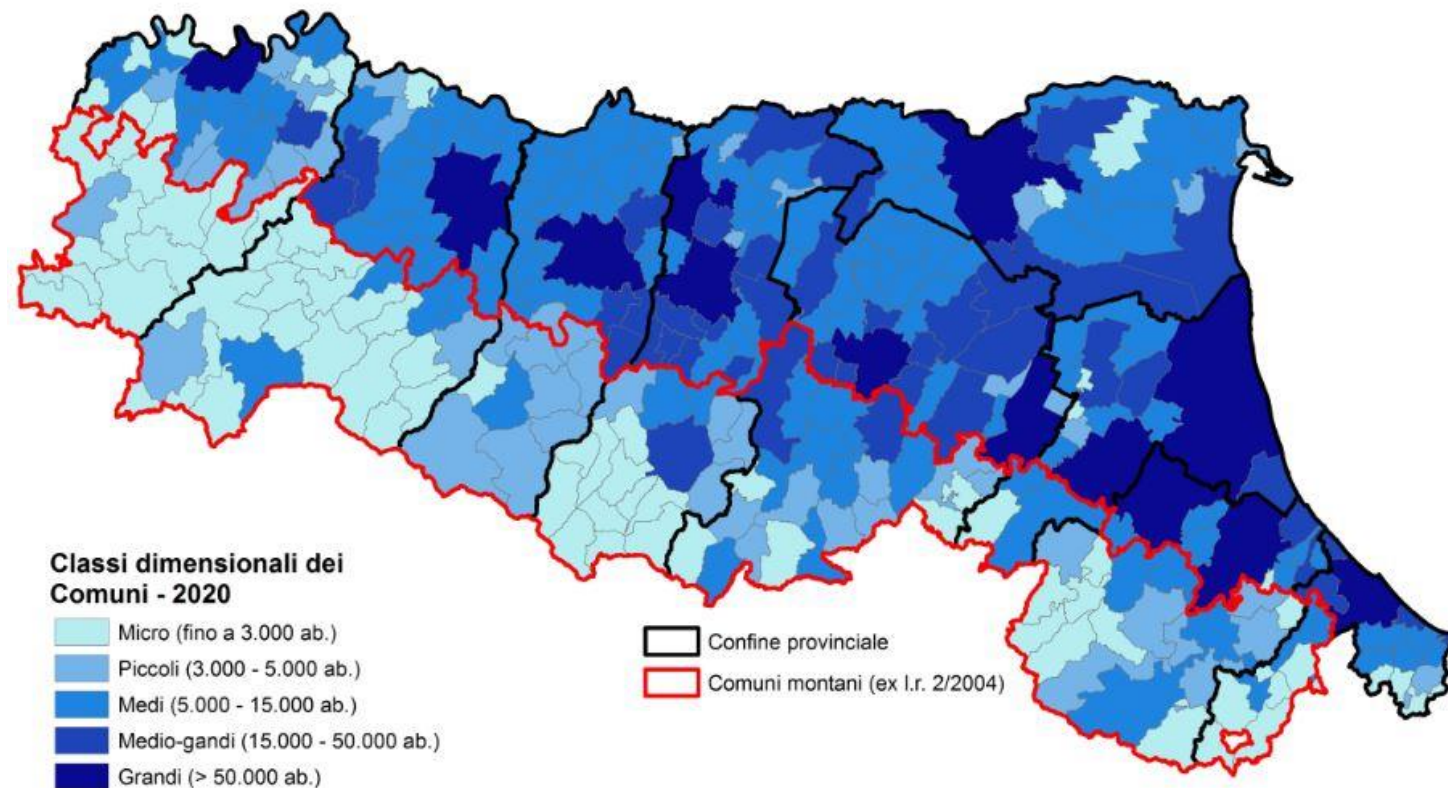 Classi dimensionali dei
Comuni - 2020
Micro (fino a 3.000 ab.)
Piccoli (3.000 - 5.000 ab.)
Medi (5.000 - 15.000 ab.)
Medio-gandi (15.000 - 50.000 ab.)
Grandi (> 50.000 ab.)
Confine provinciale
Comuni montani (ex l.r. 2/2004)